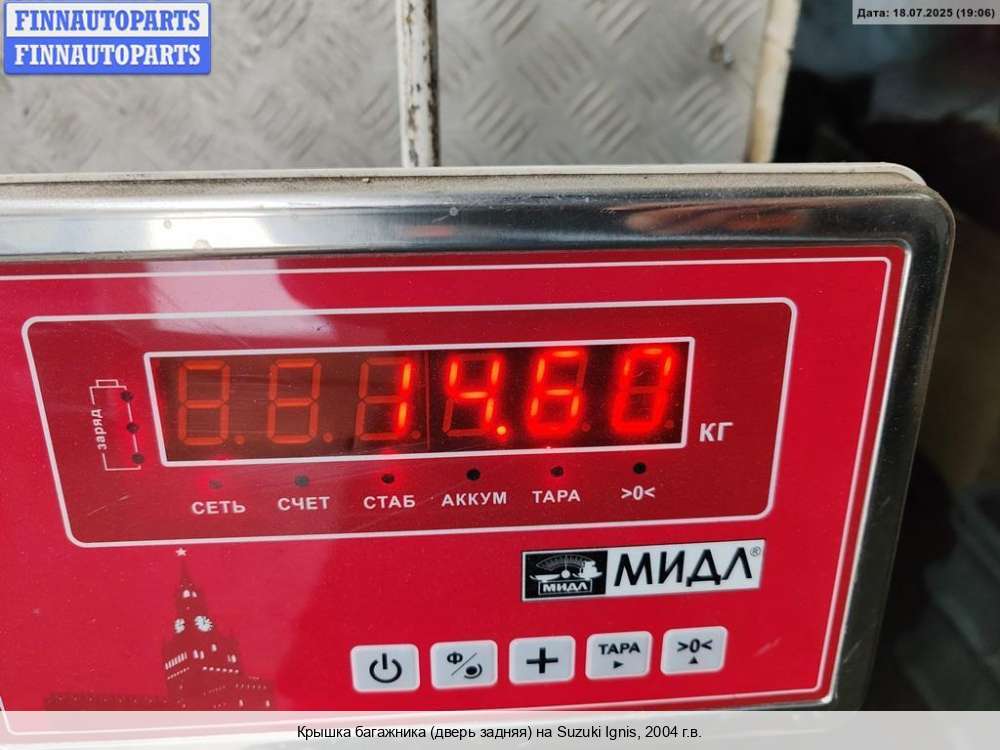 FINNAUTOPARTS
FINNAUTOPARTS
Дата: 18.07.2025 (19:06)
14.60
КГ
заряд
СЕТЬ СЧЕТ СТАБ АККУМ ТАРА >0<
МИДЛ МИДЛ®
Ф ТАРА >0<
Крышка багажника (дверь задняя) на Suzuki Ignis, 2004 г.в.